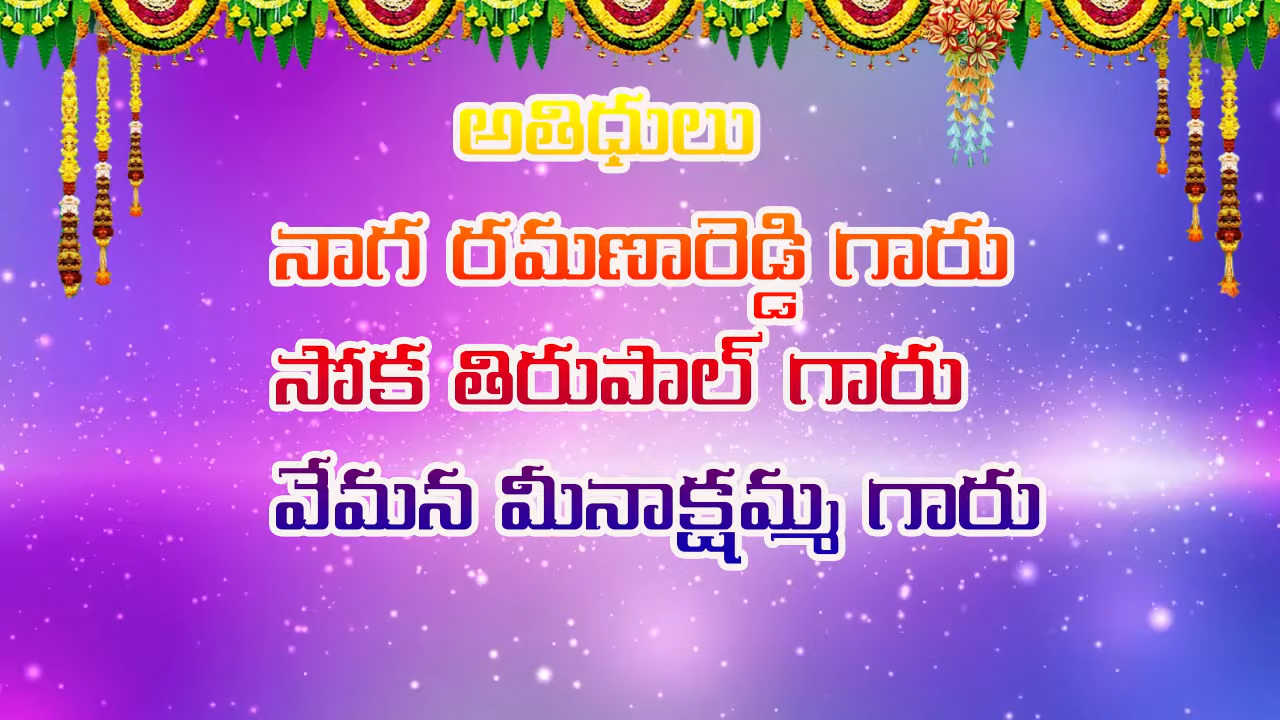 అతిధులు
నాగ రమణారెడ్డి గారు
సోక తిరుపాల్ గారు
వేమన మీనాక్షమ్మ గారు